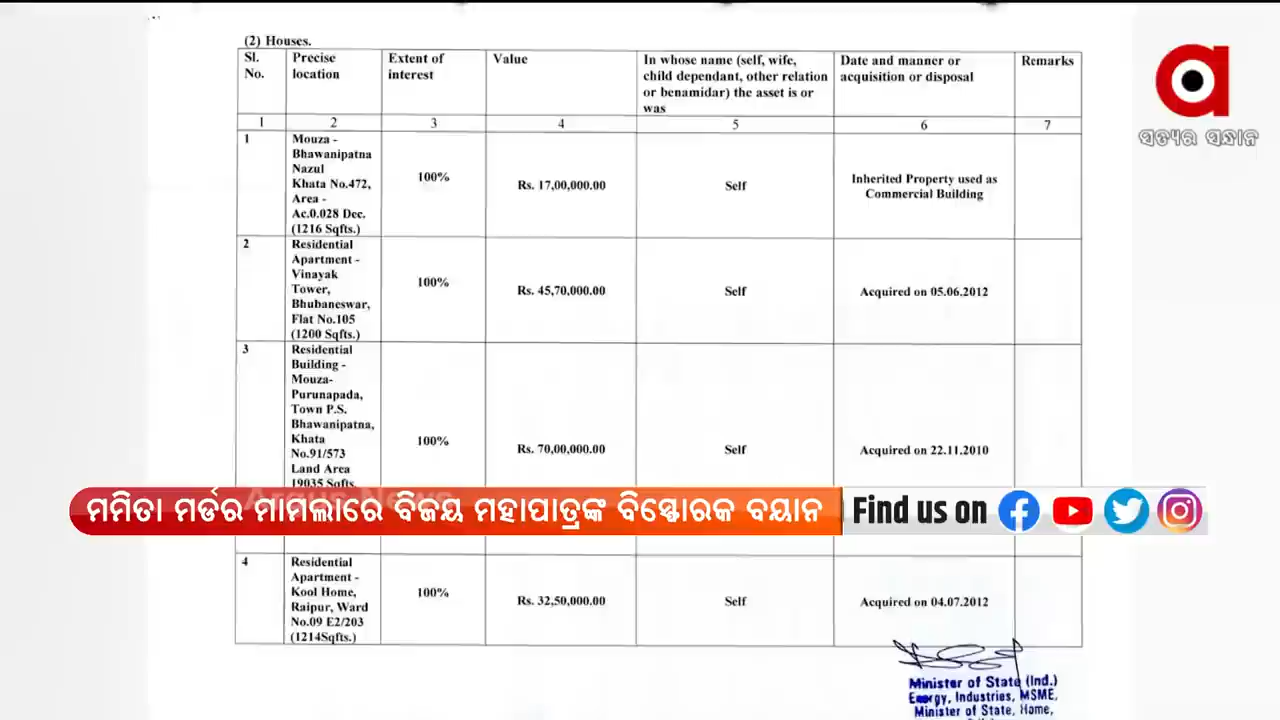 (2) Houses.
Sl. No.
Precise location
Extent of interest
Value
In whose name (self, wife, child dependant, other relation or benamidar) the asset is or was
Date and manner or acquisition or disposal
Remarks
1 2 3 4 5 6 7
1
Mouza -
Bhawanipatna
Nazul
Khata No.472,
Area -
Ac.0.028 Dec.
(1216 Sqfts.)
100%
Rs. 17,00,000.00
Self
Inherited Property used as
Commercial Building
2
Residential
Apartment -
Vinayak
Tower,
Bhubaneswar,
Flat No.105
(1200 Sqfts.)
100%
Rs. 45,70,000.00
Self
Acquired on 05.06.2012
3
Residential
Building -
Mouza-
Purunapada,
Town P.S.
Bhawanipatna,
Khata
No.91/573
Land Area
19035 Sqfts.
100%
Rs. 70,00,000.00
Self
Acquired on 22.11.2010
Argus News
ମମିତା ମର୍ଡର ମାମଲାରେ ବିଜୟ ମହାପାତ୍ରଙ୍କ ବିସ୍ଫୋରକ ବୟାନ
Find us on
4
Residential
Apartment -
Kool Home,
Raipur, Ward
No.09 E2/203
(1214Sqfts.)
100%
Rs. 32,50,000.00
Self
Acquired on 04.07.2012
Minister of State (Ind.)
Energy, Industries, MSME,
Minister of State, Home,
ସତ୍ୟର ସନ୍ଧାନ